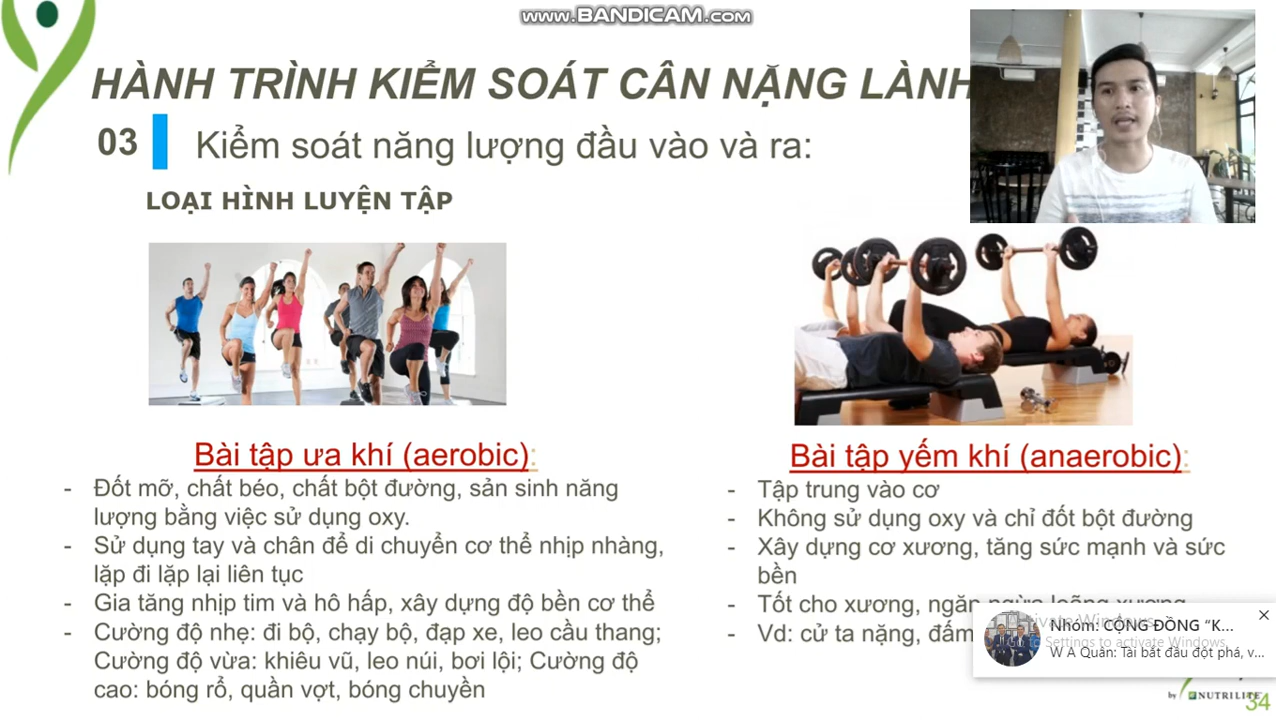 www.BANDICAM.com
HÀNH TRÌNH KIỂM SOÁT CÂN NẶNG LÀNH
03
Kiểm soát năng lượng đầu vào và ra:
LOẠI HÌNH LUYỆN TẬP
Bài tập ưa khí (aerobic):
- Đốt mỡ, chất béo, chất bột đường, sản sinh năng
lượng bằng việc sử dụng oxy.
- Sử dụng tay và chân để di chuyển cơ thể nhịp nhàng,
lặp đi lặp lại liên tục
- Gia tăng nhịp tim và hô hấp, xây dựng độ bền cơ thể
- Cường độ nhẹ: đi bộ, chạy bộ, đạp xe, leo cầu thang;
Cường độ vừa: khiêu vũ, leo núi, bơi lội; Cường độ
cao: bóng rổ, quần vợt, bóng chuyền
Bài tập yếm khí (anaerobic):
- Tập trung vào cơ
- Không sử dụng oxy và chỉ đốt bột đường
- Xây dựng cơ xương, tăng sức mạnh và sức
bền
- Tốt cho xương, ngăn ngừa loãng xương
- Vd: cử tạ nặng, đấm
Activate Windows
Go to Settings to activate Windows.
Nhóm: CỘNG ĐỒNG “K...
W A Quân: Tài bắt đầu đột phá, v...
by NUTRILITE
34